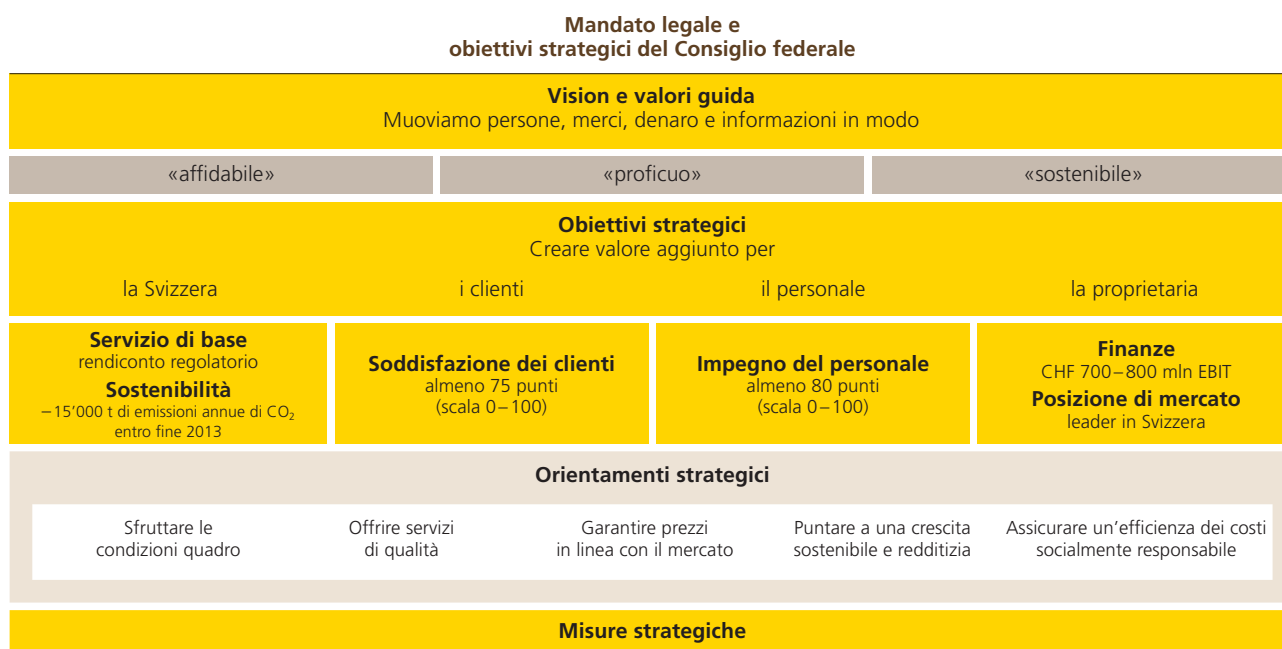 Mandato legale e
obiettivi strategici del Consiglio federale
Vision e valori guida
Muoviamo persone, merci, denaro e informazioni in modo
«affidabile»
«proficuo»
«sostenibile»
Obiettivi strategici
Creare valore aggiunto per
la Svizzera
i clienti
il personale
la proprietaria
Servizio di base
rendiconto regolatorio
Sostenibilità
–15’000 t di emissioni annue di CO₂
entro fine 2013
Soddisfazione dei clienti
almeno 75 punti
(scala 0–100)
Impegno del personale
almeno 80 punti
(scala 0–100)
Finanze
CHF 700–800 mln EBIT
Posizione di mercato
leader in Svizzera
Orientamenti strategici
Sfruttare le
condizioni quadro
Offrire servizi
di qualità
Garantire prezzi
in linea con il mercato
Puntare a una crescita
sostenibile e redditizia
Assicurare un’efficienza dei costi
socialmente responsabile
Misure strategiche